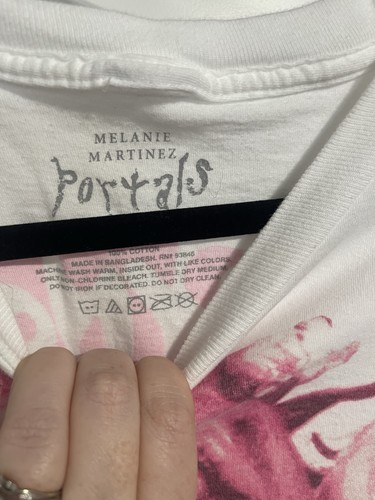 MELANIE
MARTINEZ
Portals
100% COTTON
MADE IN BANGLADESH, RN# 93846
MACHINE WASH WARM, INSIDE OUT, WITH LIKE COLORS.
ONLY NON-CHLORINE BLEACH. TUMBLE DRY MEDIUM.
DO NOT IRON IF DECORATED. DO NOT DRY CLEAN.